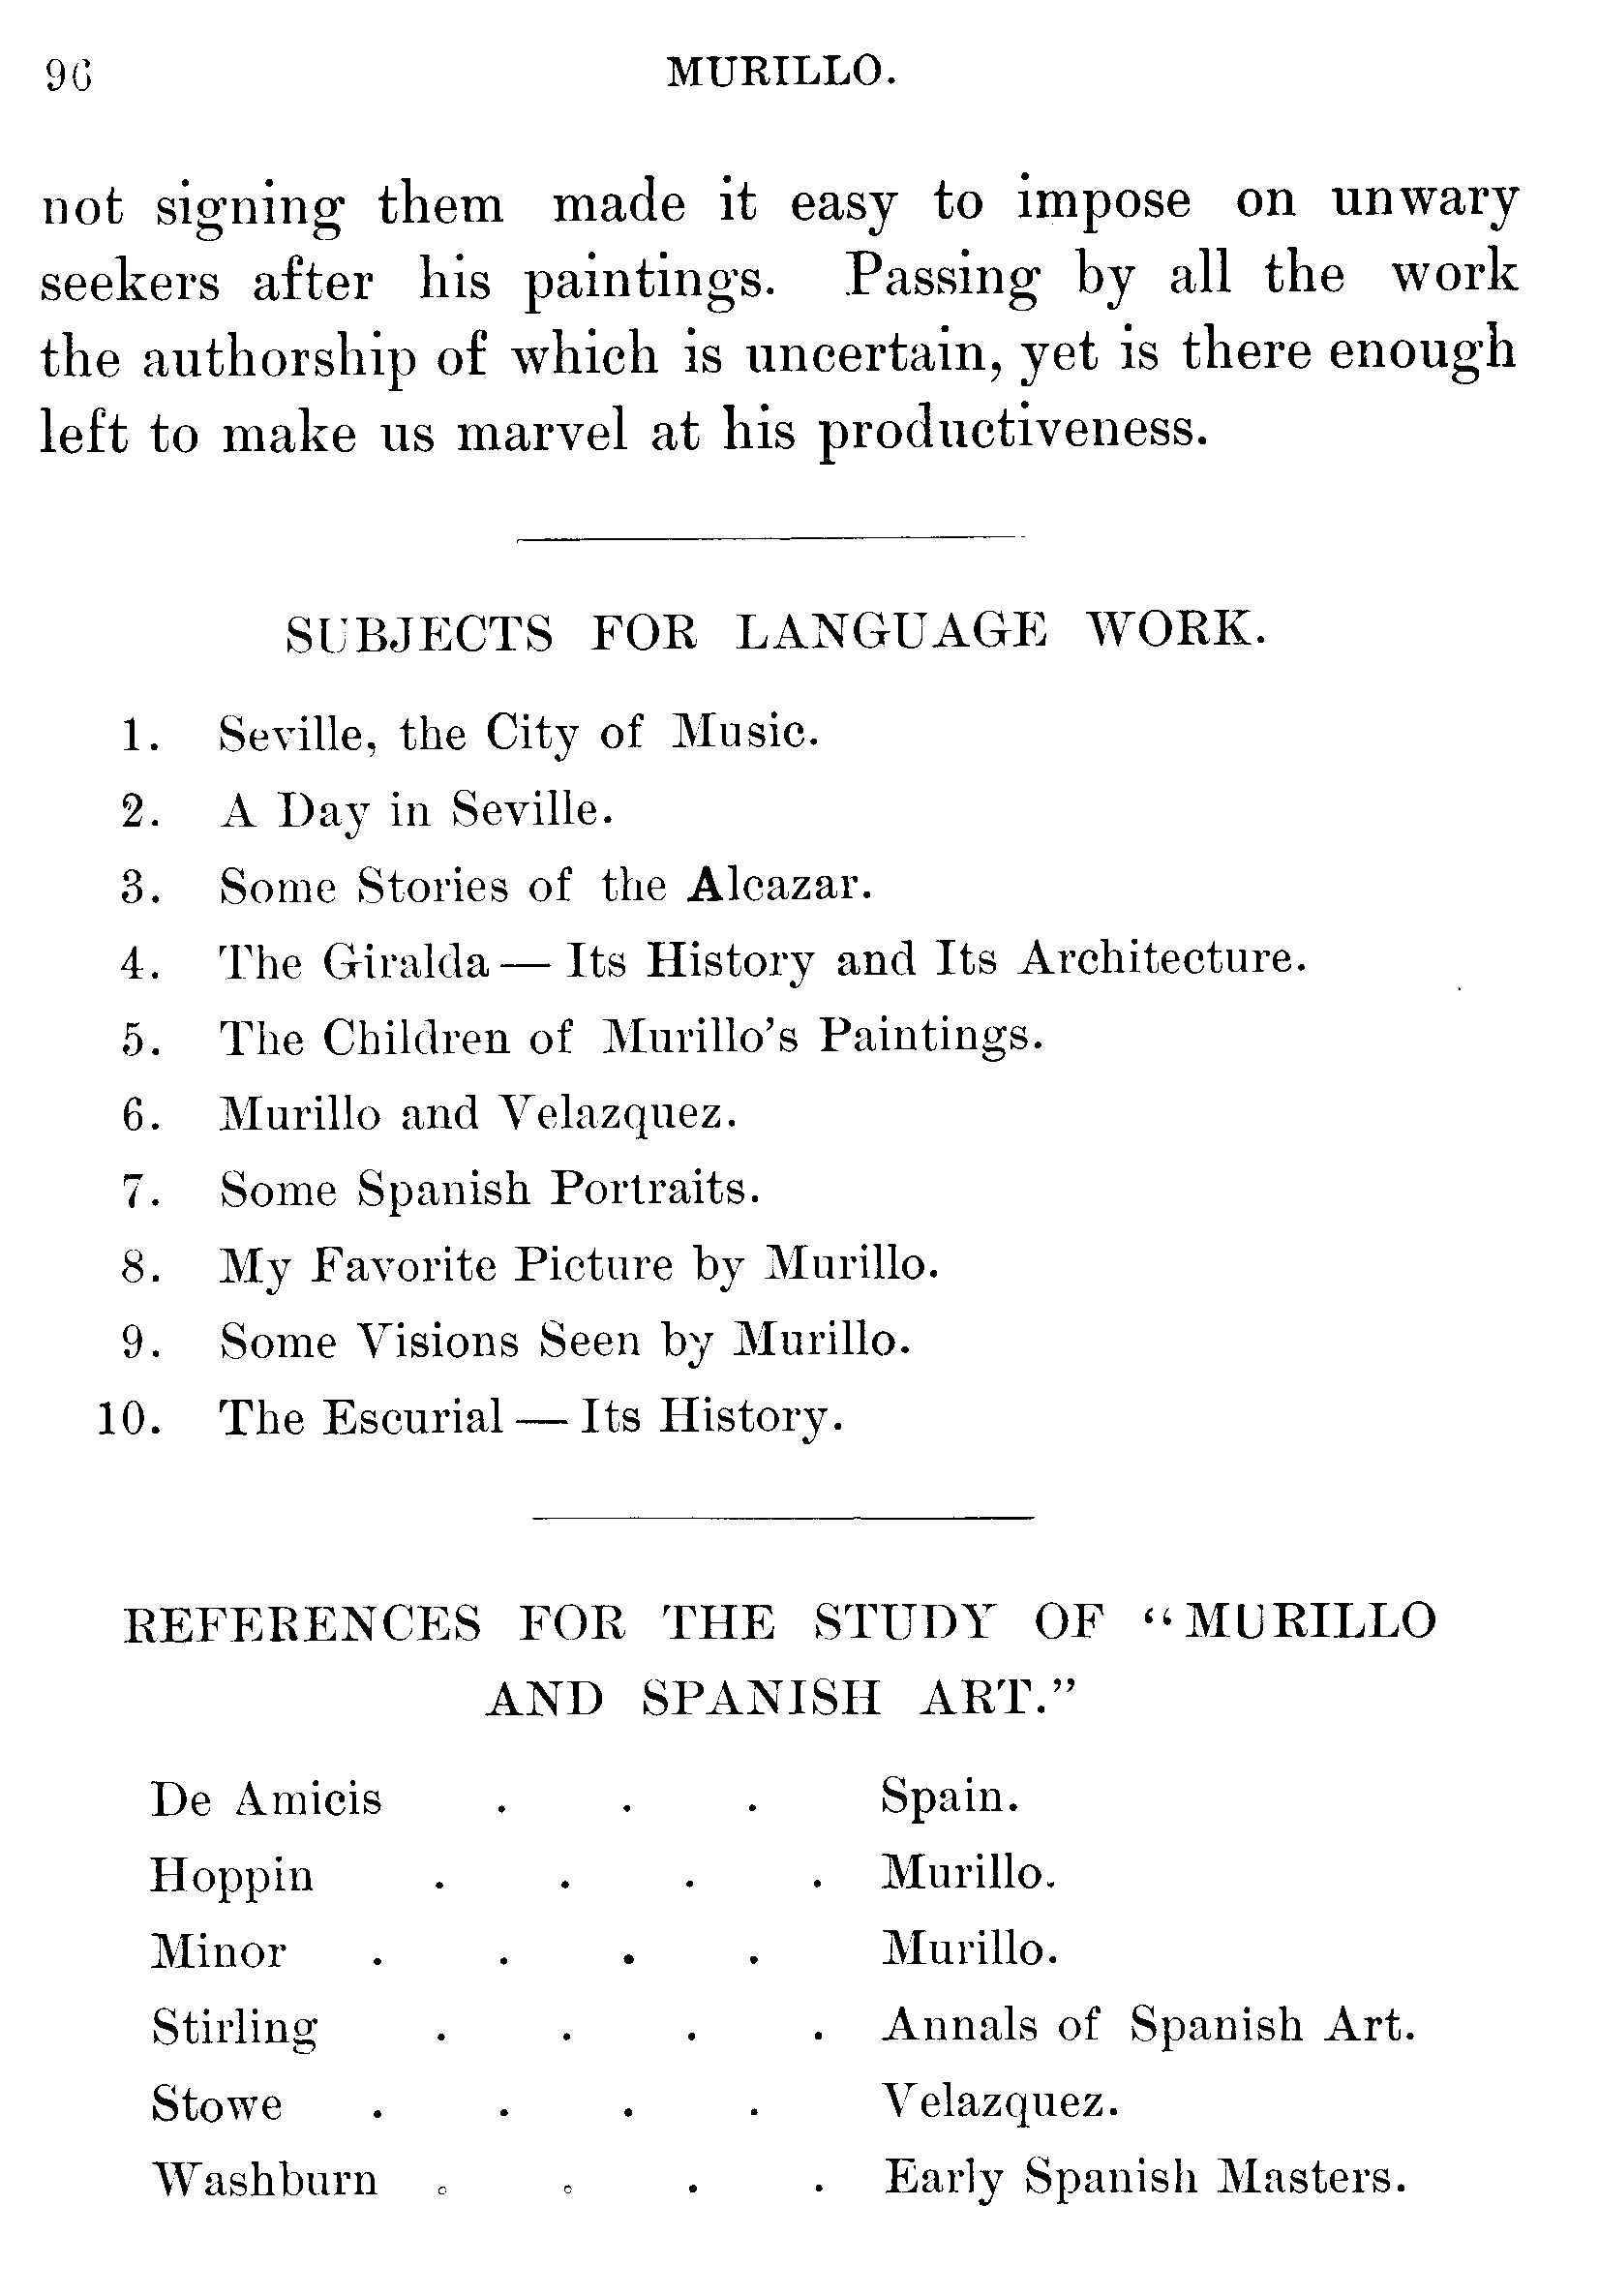 96 MURILLO.
not signing them made it easy to impose on unwary
seekers after his paintings. Passing by all the work
the authorship of which is uncertain, yet is there enough
left to make us marvel at his productiveness.
SUBJECTS FOR LANGUAGE WORK.
1. Seville, the City of Music.
2. A Day in Seville.
3. Some Stories of the Alcazar.
4. The Giralda — Its History and Its Architecture.
5. The Children of Murillo's Paintings.
6. Murillo and Velazquez.
7. Some Spanish Portraits.
8. My Favorite Picture by Murillo.
9. Some Visions Seen by Murillo.
10. The Escurial — Its History.
REFERENCES FOR THE STUDY OF "MURILLO
AND SPANISH ART."
De Amicis . . . Spain.
Hoppin . . . . Murillo.
Minor . . . . Murillo.
Stirling . . . . Annals of Spanish Art.
Stowe . . . . Velazquez.
Washburn . . . . Early Spanish Masters.